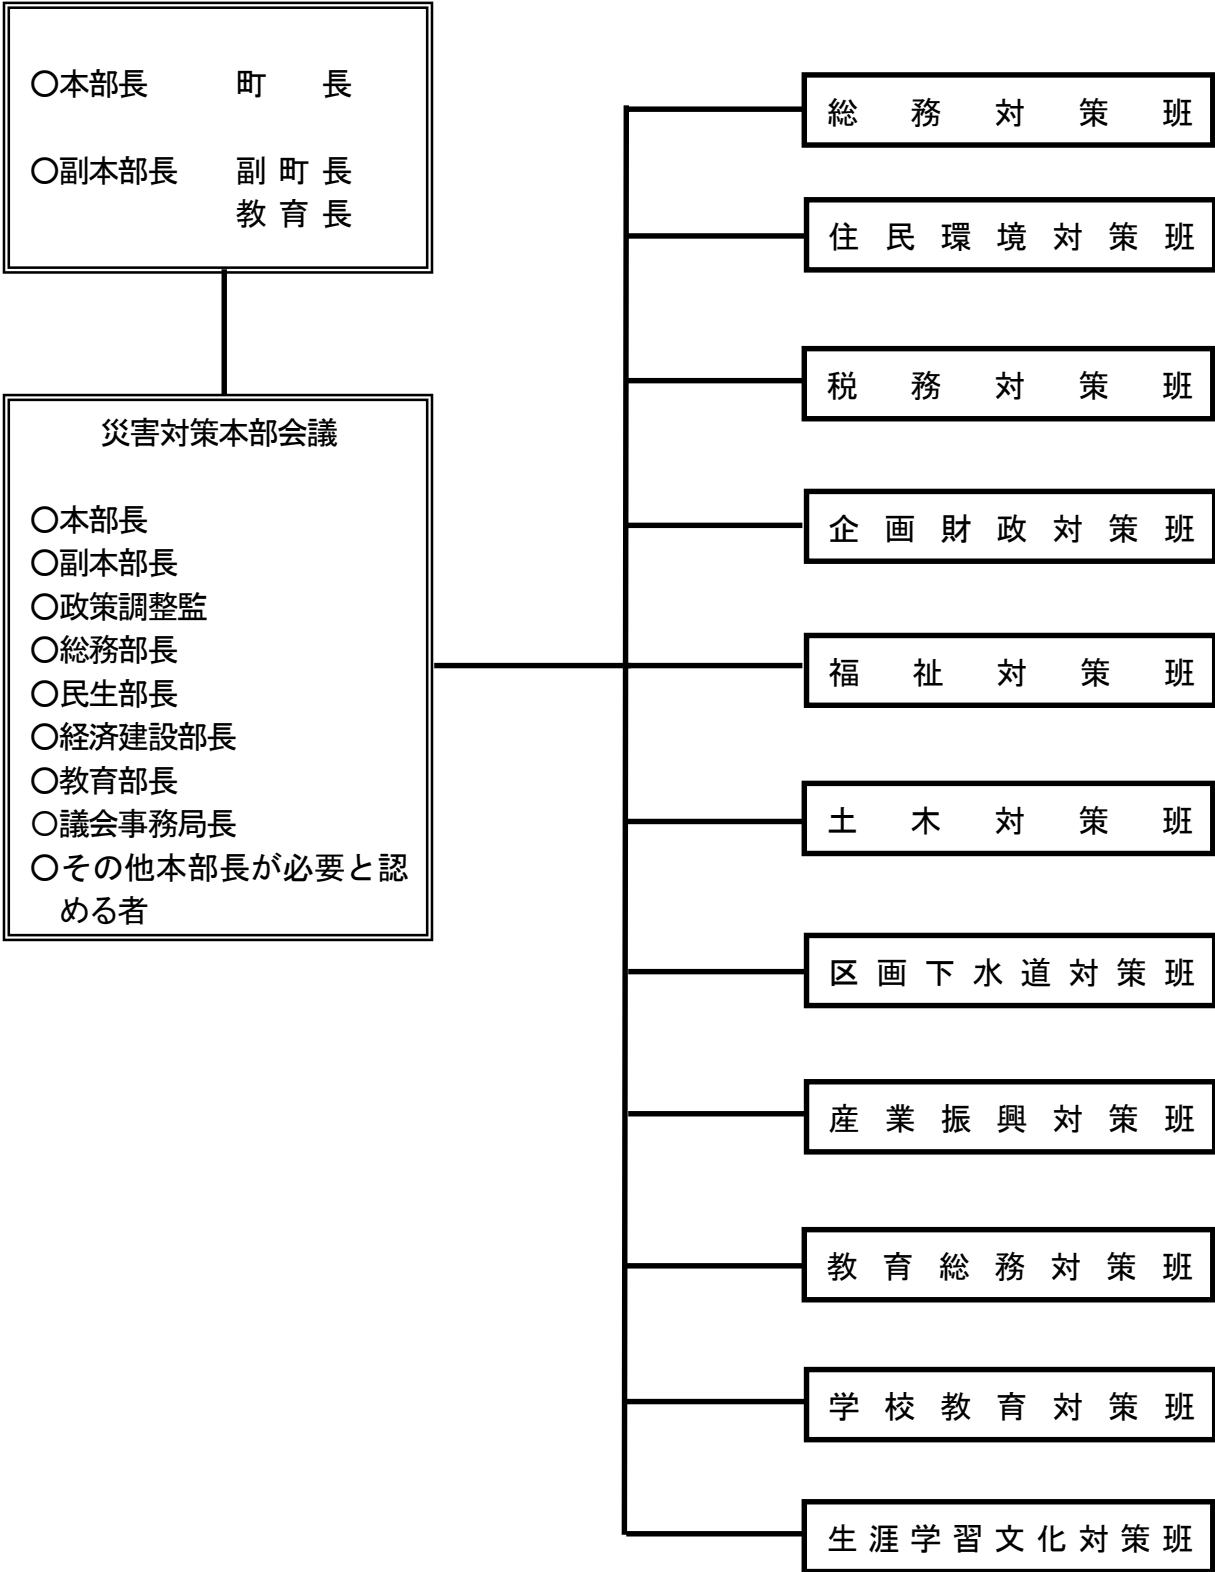 〇本部長 町長
〇副本部長 副町長
教育長
災害対策本部会議
〇本部長
〇副本部長
〇政策調整監
〇総務部長
〇民生部長
〇経済建設部長
〇教育部長
〇議会事務局長
〇その他本部長が必要と認
める者
総務対策班
住民環境対策班
税務対策班
企画財政対策班
福祉対策班
土木対策班
区画下水道対策班
産業振興対策班
教育総務対策班
学校教育対策班
生涯学習文化対策班